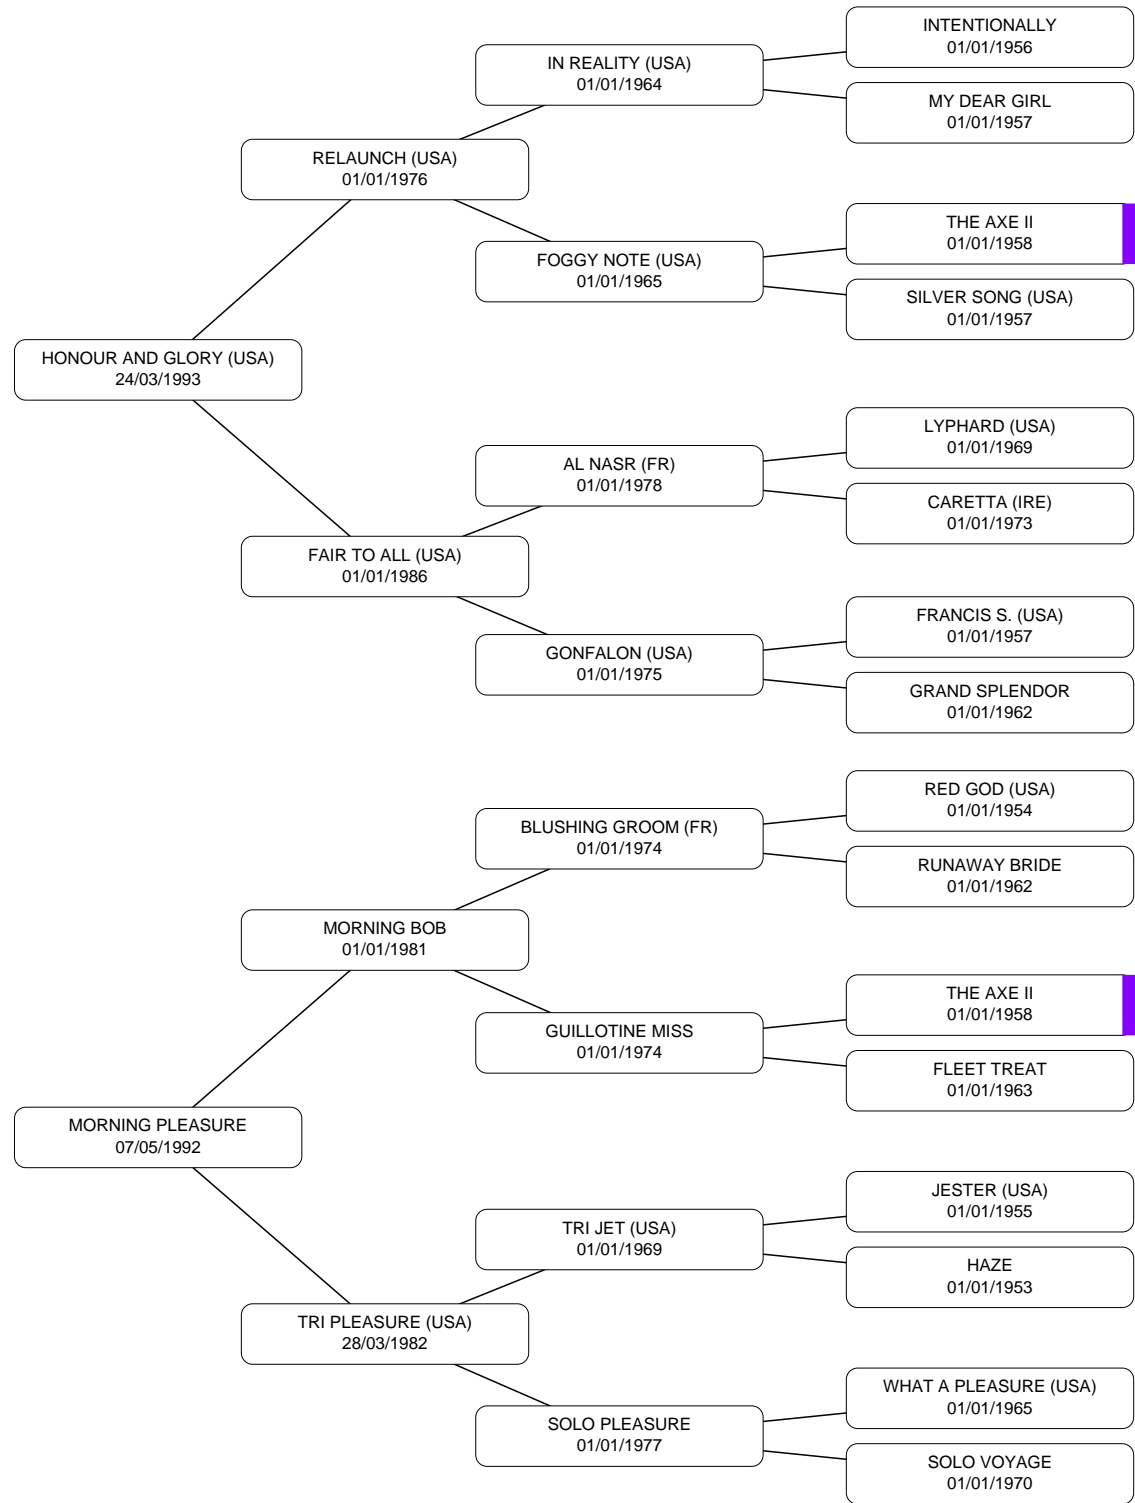 INTENTIONALLY
01/01/1956
IN REALITY (USA)
01/01/1964
MY DEAR GIRL
01/01/1957
RELAUNCH (USA)
01/01/1976
THE AXE II
01/01/1958
FOGGY NOTE (USA)
01/01/1965
SILVER SONG (USA)
01/01/1957
HONOUR AND GLORY (USA)
24/03/1993
LYPHARD (USA)
01/01/1969
AL NASR (FR)
01/01/1978
CARETTA (IRE)
01/01/1973
FAIR TO ALL (USA)
01/01/1986
FRANCIS S. (USA)
01/01/1957
GONFALON (USA)
01/01/1975
GRAND SPLENDOR
01/01/1962
RED GOD (USA)
01/01/1954
BLUSHING GROOM (FR)
01/01/1974
RUNAWAY BRIDE
01/01/1962
MORNING BOB
01/01/1981
THE AXE II
01/01/1958
GUILLOTINE MISS
01/01/1974
FLEET TREAT
01/01/1963
MORNING PLEASURE
07/05/1992
JESTER (USA)
01/01/1955
TRI JET (USA)
01/01/1969
HAZE
01/01/1953
TRI PLEASURE (USA)
28/03/1982
WHAT A PLEASURE (USA)
01/01/1965
SOLO PLEASURE
01/01/1977
SOLO VOYAGE
01/01/1970